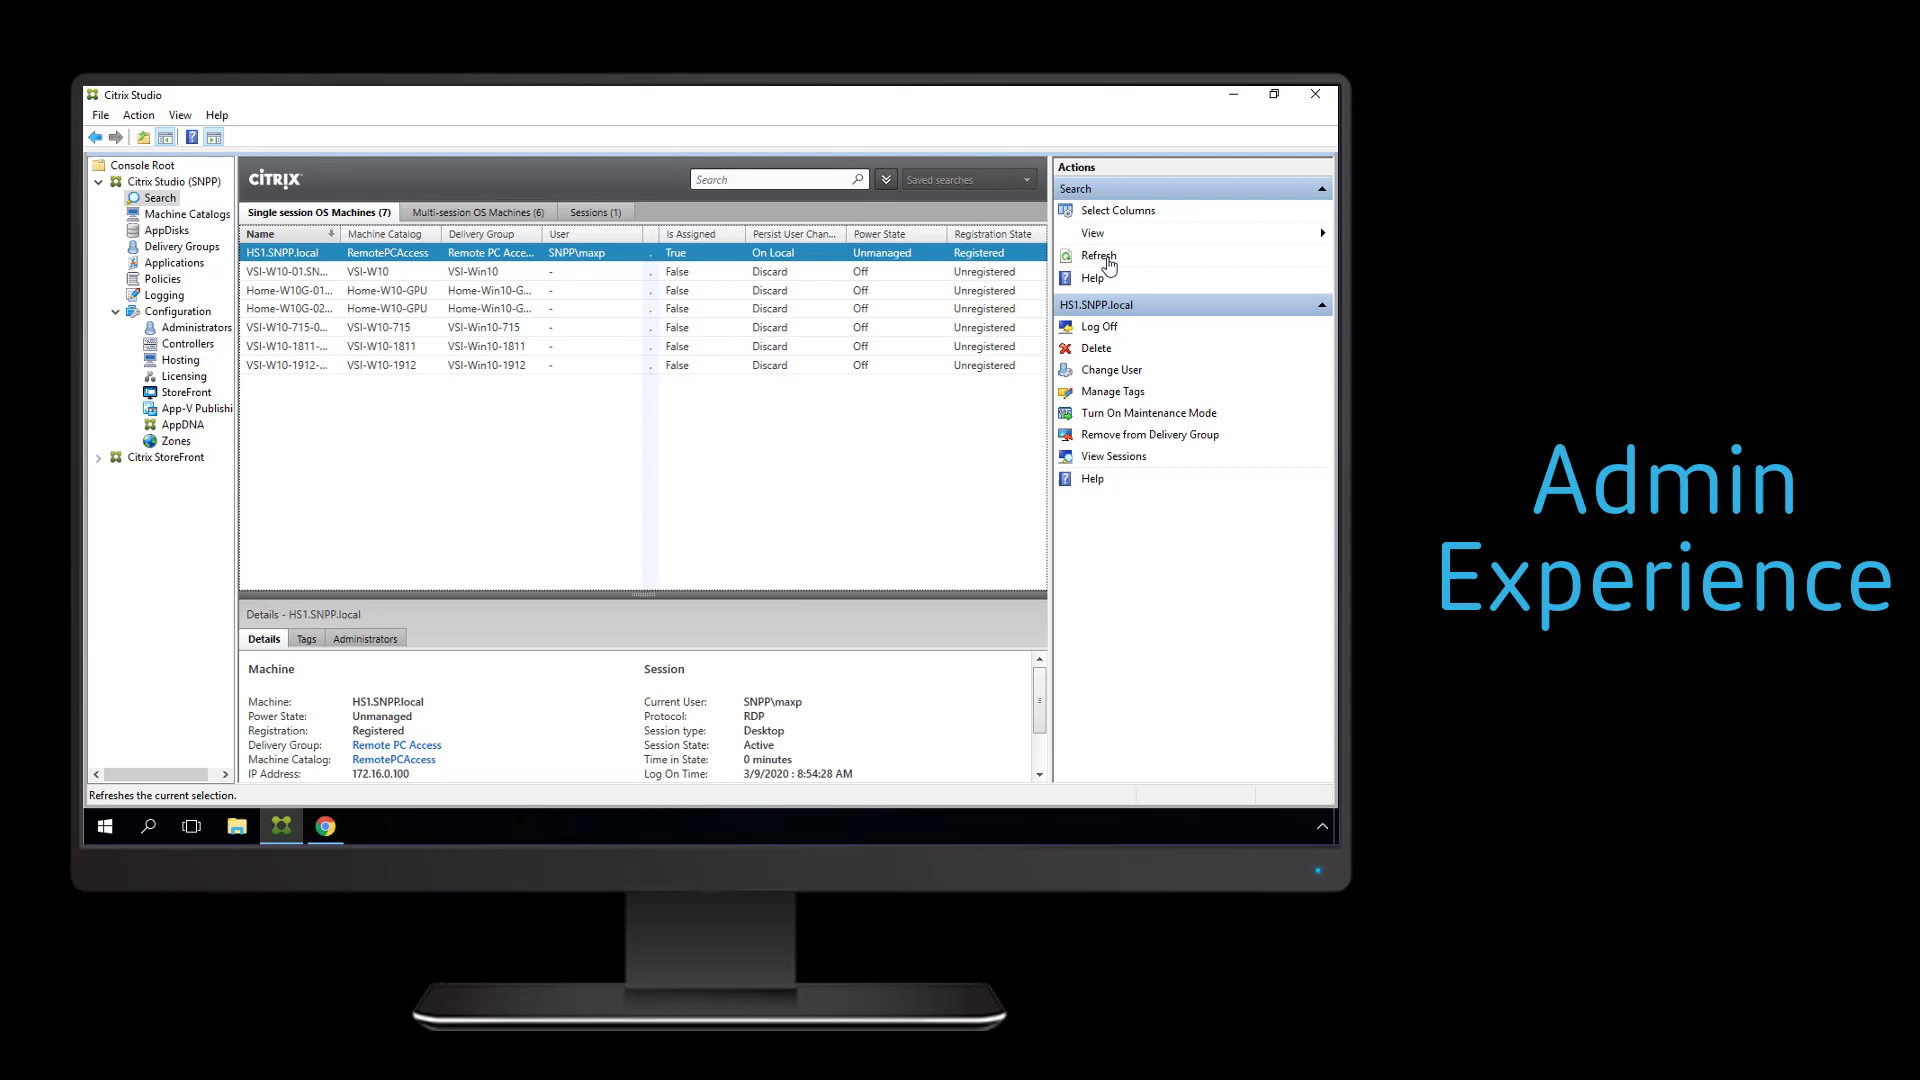 Citrix Studio
File Action View Help
Console Root
Citrix Studio (SNPP)
Search
Machine Catalogs
AppDisks
Delivery Groups
Applications
Policies
Logging
Configuration
Administrators
Controllers
Hosting
Licensing
StoreFront
App-V Publishi
AppDNA
Zones
Citrix StoreFront
CITRIX
Search
Saved searches
Single session OS Machines (7) Multi-session OS Machines (6) Sessions (1)
Name Machine Catalog Delivery Group User . Is Assigned Persist User Chan... Power State Registration State
HS1.SNPP.local RemotePCAccess Remote PC Acce... SNPP\maxp . True On Local Unmanaged Registered
VSI-W10-01.SN... VSI-W10 VSI-Win10 - . False Discard Off Unregistered
Home-W10G-01... Home-W10-GPU Home-Win10-G... - . False Discard Off Unregistered
Home-W10G-02... Home-W10-GPU Home-Win10-G... - . False Discard Off Unregistered
VSI-W10-715-0... VSI-W10-715 VSI-Win10-715 - . False Discard Off Unregistered
VSI-W10-1811-... VSI-W10-1811 VSI-Win10-1811 - . False Discard Off Unregistered
VSI-W10-1912-... VSI-W10-1912 VSI-Win10-1912 - . False Discard Off Unregistered
Details - HS1.SNPP.local
Details Tags Administrators
Machine
Machine: HS1.SNPP.local
Power State: Unmanaged
Registration: Registered
Delivery Group: Remote PC Access
Machine Catalog: RemotePCAccess
IP Address: 172.16.0.100
Session
Current User: SNPP\maxp
Protocol: RDP
Session type: Desktop
Session State: Active
Time in State: 0 minutes
Log On Time: 3/9/2020 : 8:54:28 AM
Actions
Search
Select Columns
View
Refresh
Help
HS1.SNPP.local
Log Off
Delete
Change User
Manage Tags
Turn On Maintenance Mode
Remove from Delivery Group
View Sessions
Help
Refreshes the current selection.
Admin
Experience